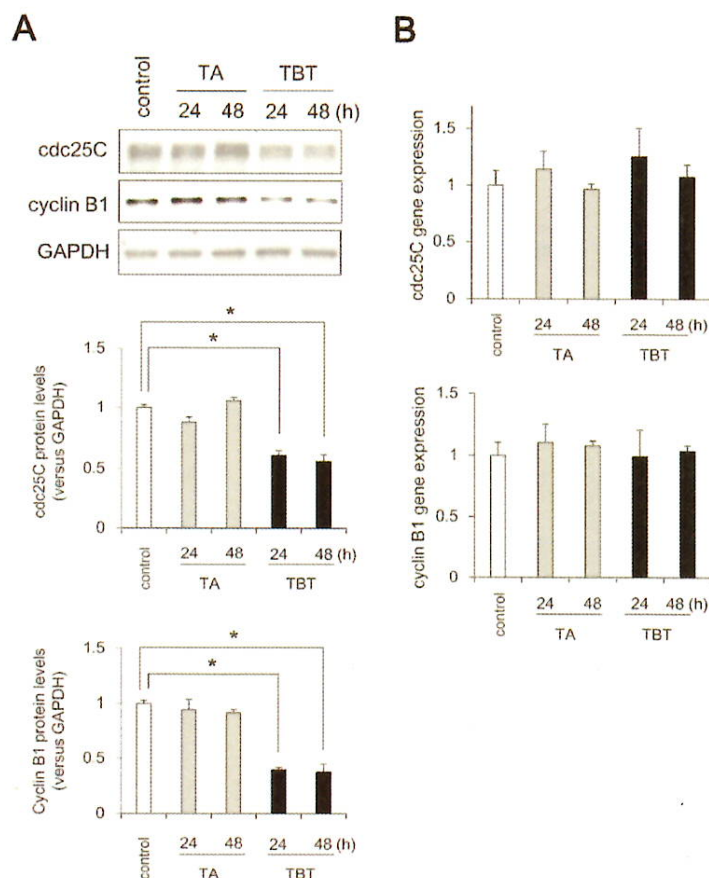 A
control
TA
TBT
24 48 24 48 (h)
cdc25C
cyclin B1
GAPDH
*
*
1.5
1
0.5
0
cdc25C protein levels
(versus GAPDH)
control
24 48 24 48 (h)
TA
TBT
*
*
1.5
1
0.5
0
Cyclin B1 protein levels
(versus GAPDH)
control
24 48 24 48 (h)
TA
TBT
B
1.5
1
0.5
0
cdc25C gene expression
control
24 48 24 48 (h)
TA
TBT
1.5
1
0.5
0
cyclin B1 gene expression
control
24 48 24 48 (h)
TA
TBT